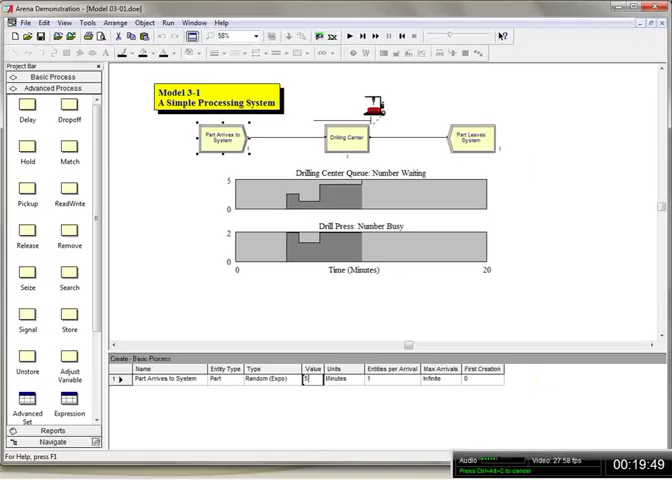 Arena Demonstration - [Model 03-01.doe]
File Edit View Tools Arrange Object Run Window Help
58%
Project Bar
Basic Process
Advanced Process
Delay Dropoff
Hold Match
Pickup ReadWrite
Release Remove
Seize Search
Signal Store
Unstore Adjust Variable
Advanced Set Expression
Reports
Navigate
Model 3-1
A Simple Processing System
Part Arrives to System
Drilling Center
Part Leaves System
Drilling Center Queue: Number Waiting
5
0
Drill Press: Number Busy
2
0
0 Time (Minutes) 20
Create - Basic Process
Name Entity Type Type Value Units Entities per Arrival Max Arrivals First Creation
1 Part Arrives to System Part Random (Expo) 5 Minutes 1 Infinite 0
For Help, press F1
Audio Video: 27.58 fps
Press Ctrl+Alt+C to cancel
00:19:49